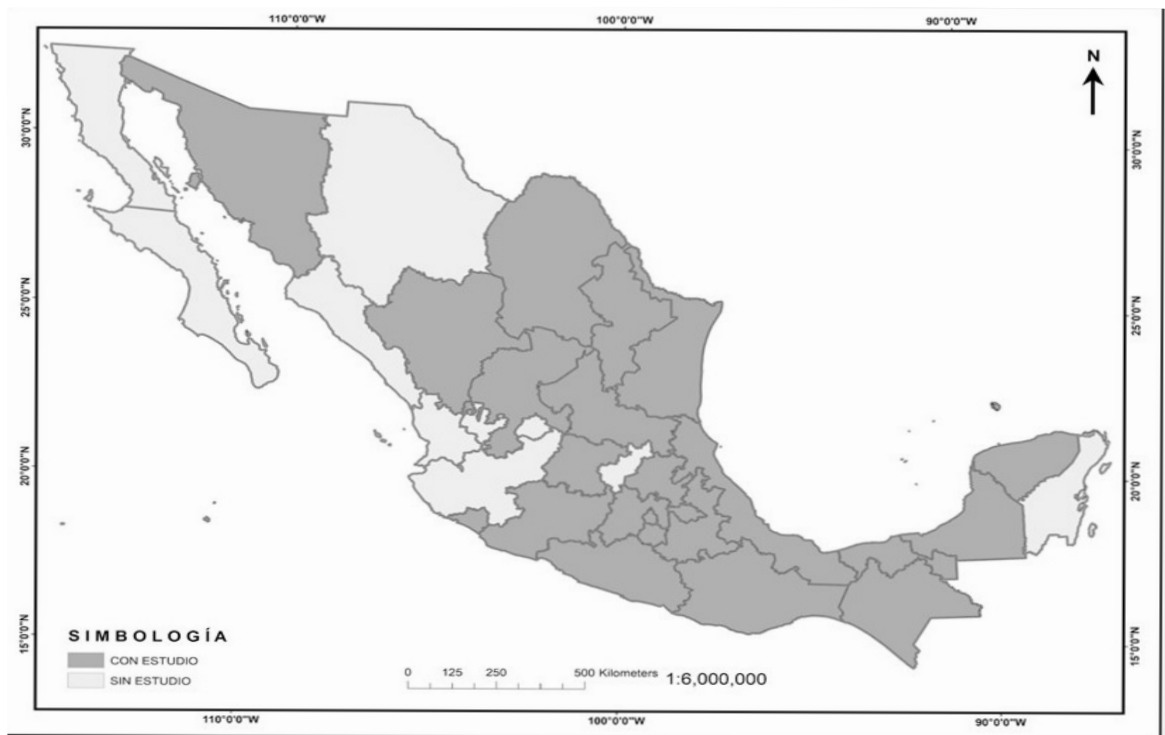 110°0'0"W 100°0'0"W 90°0'0"W
N
30°0'0"N 30°0'0"N
25°0'0"N 25°0'0"N
20°0'0"N 20°0'0"N
15°0'0"N 15°0'0"N
SIMBOLOGÍA
CON ESTUDIO
SIN ESTUDIO
0 125 250 500 Kilometers 1:6,000,000
110°0'0"W 100°0'0"W 90°0'0"W